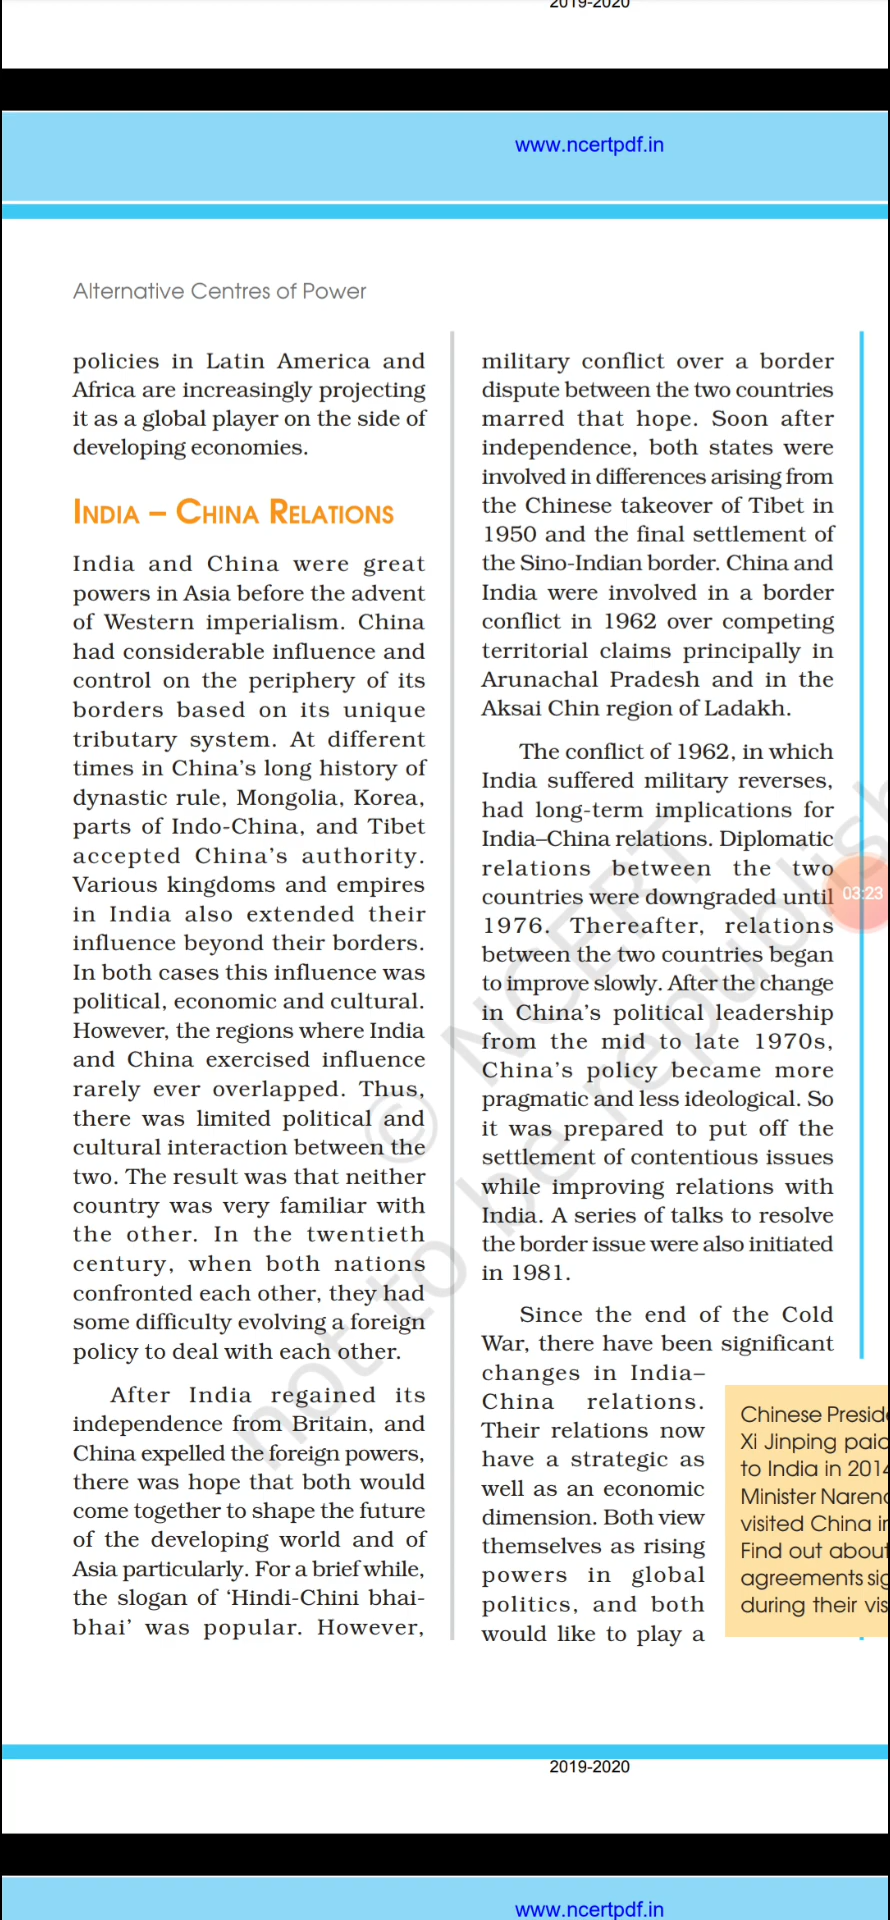 2019-2020
www.ncertpdf.in
Alternative Centres of Power
policies in Latin America and
Africa are increasingly projecting
it as a global player on the side of
developing economies.
INDIA – CHINA RELATIONS
India and China were great
powers in Asia before the advent
of Western imperialism. China
had considerable influence and
control on the periphery of its
borders based on its unique
tributary system. At different
times in China's long history of
dynastic rule, Mongolia, Korea,
parts of Indo-China, and Tibet
accepted China's authority.
Various kingdoms and empires
in India also extended their
influence beyond their borders.
In both cases this influence was
political, economic and cultural.
However, the regions where India
and China exercised influence
rarely ever overlapped. Thus,
there was limited political and
cultural interaction between the
two. The result was that neither
country was very familiar with
the other. In the twentieth
century, when both nations
confronted each other, they had
some difficulty evolving a foreign
policy to deal with each other.
After India regained its
independence from Britain, and
China expelled the foreign powers,
there was hope that both would
come together to shape the future
of the developing world and of
Asia particularly. For a brief while,
the slogan of 'Hindi-Chini bhai-
bhai' was popular. However,
military conflict over a border
dispute between the two countries
marred that hope. Soon after
independence, both states were
involved in differences arising from
the Chinese takeover of Tibet in
1950 and the final settlement of
the Sino-Indian border. China and
India were involved in a border
conflict in 1962 over competing
territorial claims principally in
Arunachal Pradesh and in the
Aksai Chin region of Ladakh.
The conflict of 1962, in which
India suffered military reverses,
had long-term implications for
India–China relations. Diplomatic
relations between the two
countries were downgraded until
1976. Thereafter, relations
between the two countries began
to improve slowly. After the change
in China's political leadership
from the mid to late 1970s,
China's policy became more
pragmatic and less ideological. So
it was prepared to put off the
settlement of contentious issues
while improving relations with
India. A series of talks to resolve
the border issue were also initiated
in 1981.
Since the end of the Cold
War, there have been significant
changes in India–
China relations.
Their relations now
have a strategic as
well as an economic
dimension. Both view
themselves as rising
powers in global
politics, and both
would like to play a
Chinese Presid
Xi Jinping paid
to India in 2014
Minister Naren
visited China in
Find out about
agreements sig
during their vis
03:23
© NCERT
not to be republish
2019-2020
www.ncertpdf.in